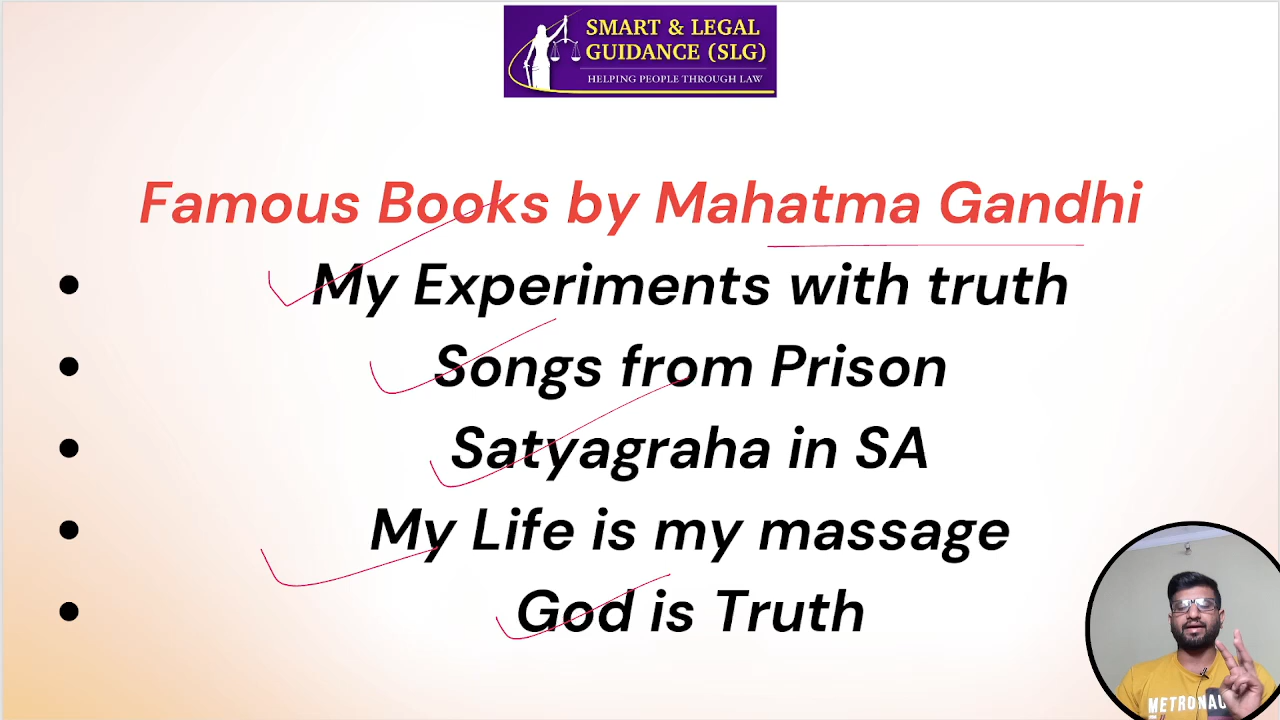 SMART & LEGAL
GUIDANCE (SLG)
HELPING PEOPLE THROUGH LAW
Famous Books by Mahatma Gandhi
• My Experiments with truth
• Songs from Prison
• Satyagraha in SA
• My Life is my massage
• God is Truth